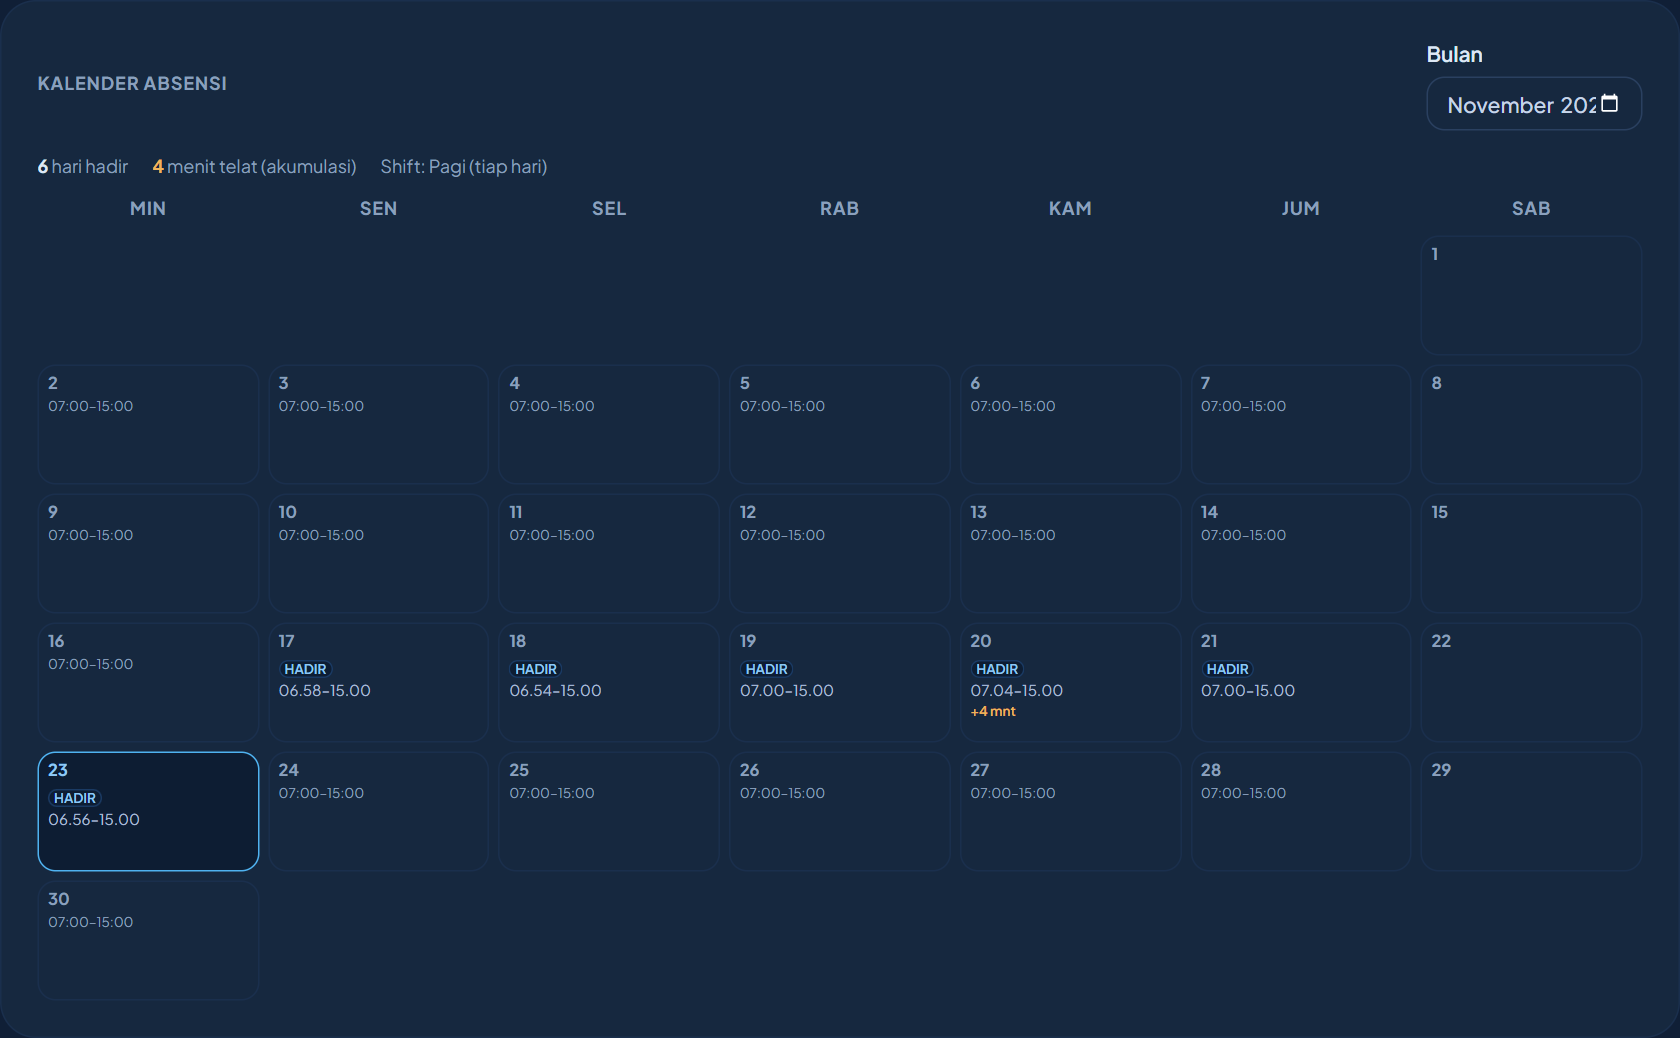 Bulan
KALENDER ABSENSI
November 202
6 hari hadir 4 menit telat (akumulasi) Shift: Pagi (tiap hari)
MIN SEN SEL RAB KAM JUM SAB
1
2 3 4 5 6 7 8
07:00–15:00 07:00–15:00 07:00–15:00 07:00–15:00 07:00–15:00 07:00–15:00
9 10 11 12 13 14 15
07:00–15:00 07:00–15:00 07:00–15:00 07:00–15:00 07:00–15:00 07:00–15:00
16 17 18 19 20 21 22
07:00–15:00 HADIR HADIR HADIR HADIR HADIR
06.58–15.00 06.54–15.00 07.00–15.00 07.04–15.00 07.00–15.00
+4 mnt
23 24 25 26 27 28 29
HADIR 07:00–15:00 07:00–15:00 07:00–15:00 07:00–15:00 07:00–15:00
06.56–15.00
30
07:00–15:00